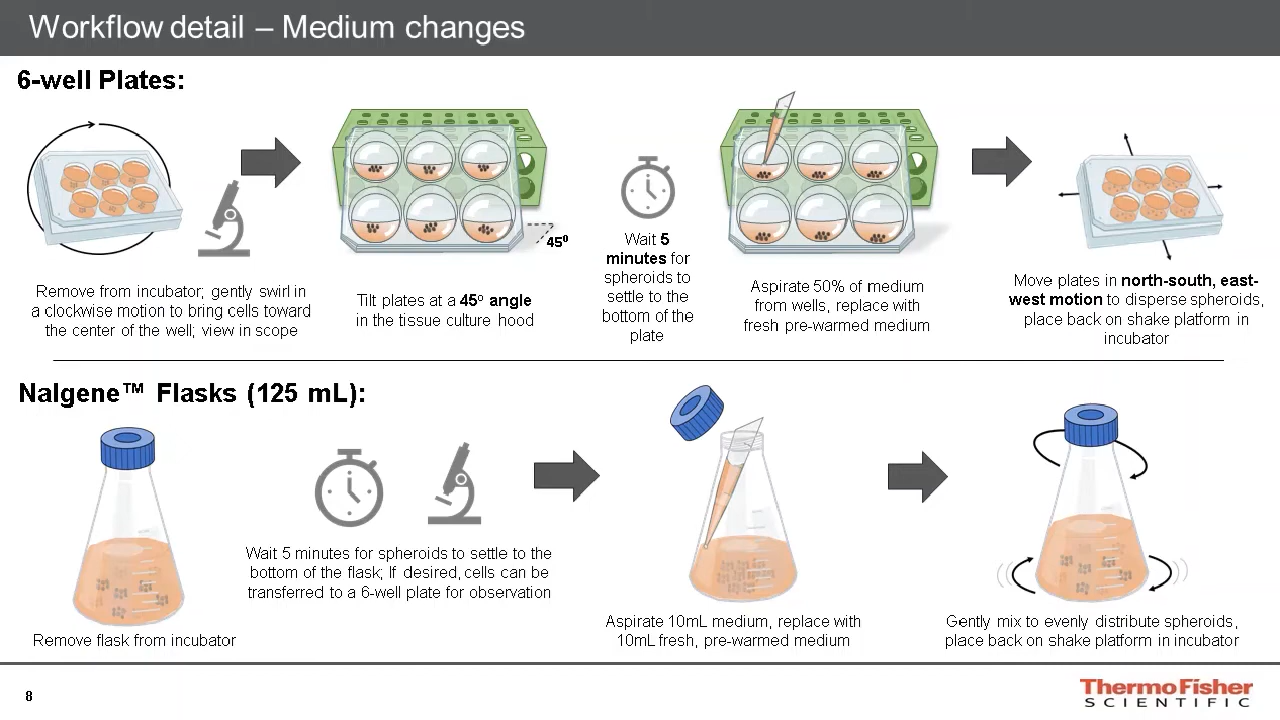 Workflow detail – Medium changes
6-well Plates:
Remove from incubator; gently swirl in
a clockwise motion to bring cells toward
the center of the well; view in scope
45⁰
Tilt plates at a 45° angle
in the tissue culture hood
Wait 5
minutes for
spheroids to
settle to the
bottom of the
plate
Aspirate 50% of medium
from wells, replace with
fresh pre-warmed medium
Move plates in north-south, east-
west motion to disperse spheroids,
place back on shake platform in
incubator
Nalgene™ Flasks (125 mL):
Remove flask from incubator
Wait 5 minutes for spheroids to settle to the
bottom of the flask; If desired, cells can be
transferred to a 6-well plate for observation
Aspirate 10mL medium, replace with
10mL fresh, pre-warmed medium
Gently mix to evenly distribute spheroids,
place back on shake platform in incubator
8
ThermoFisher
SCIENTIFIC